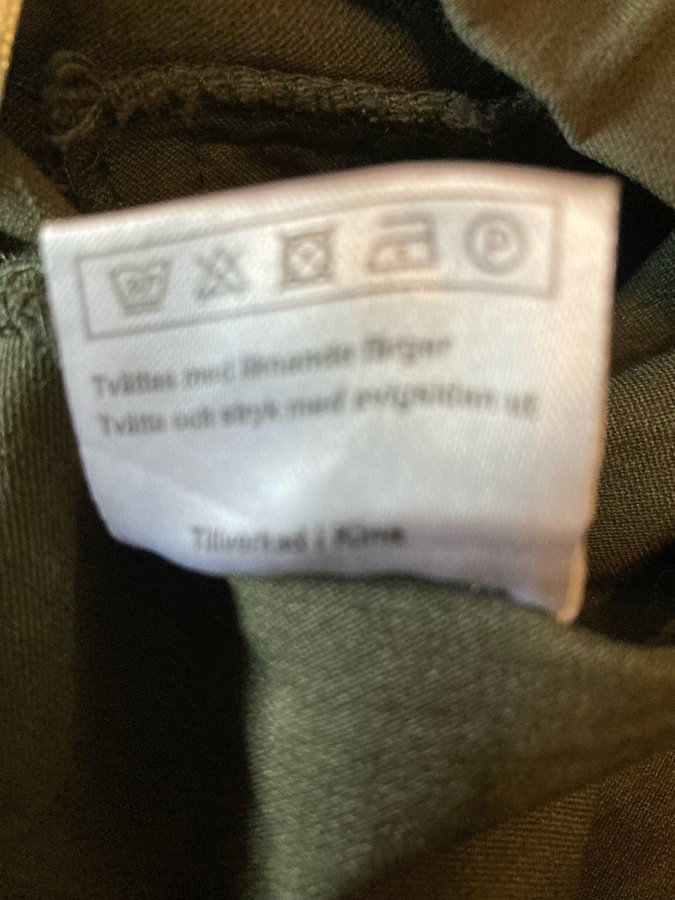 P
Tvättas med liknande färger
Tvätta och stryk med avigsidan ut
Tillverkad i Kina